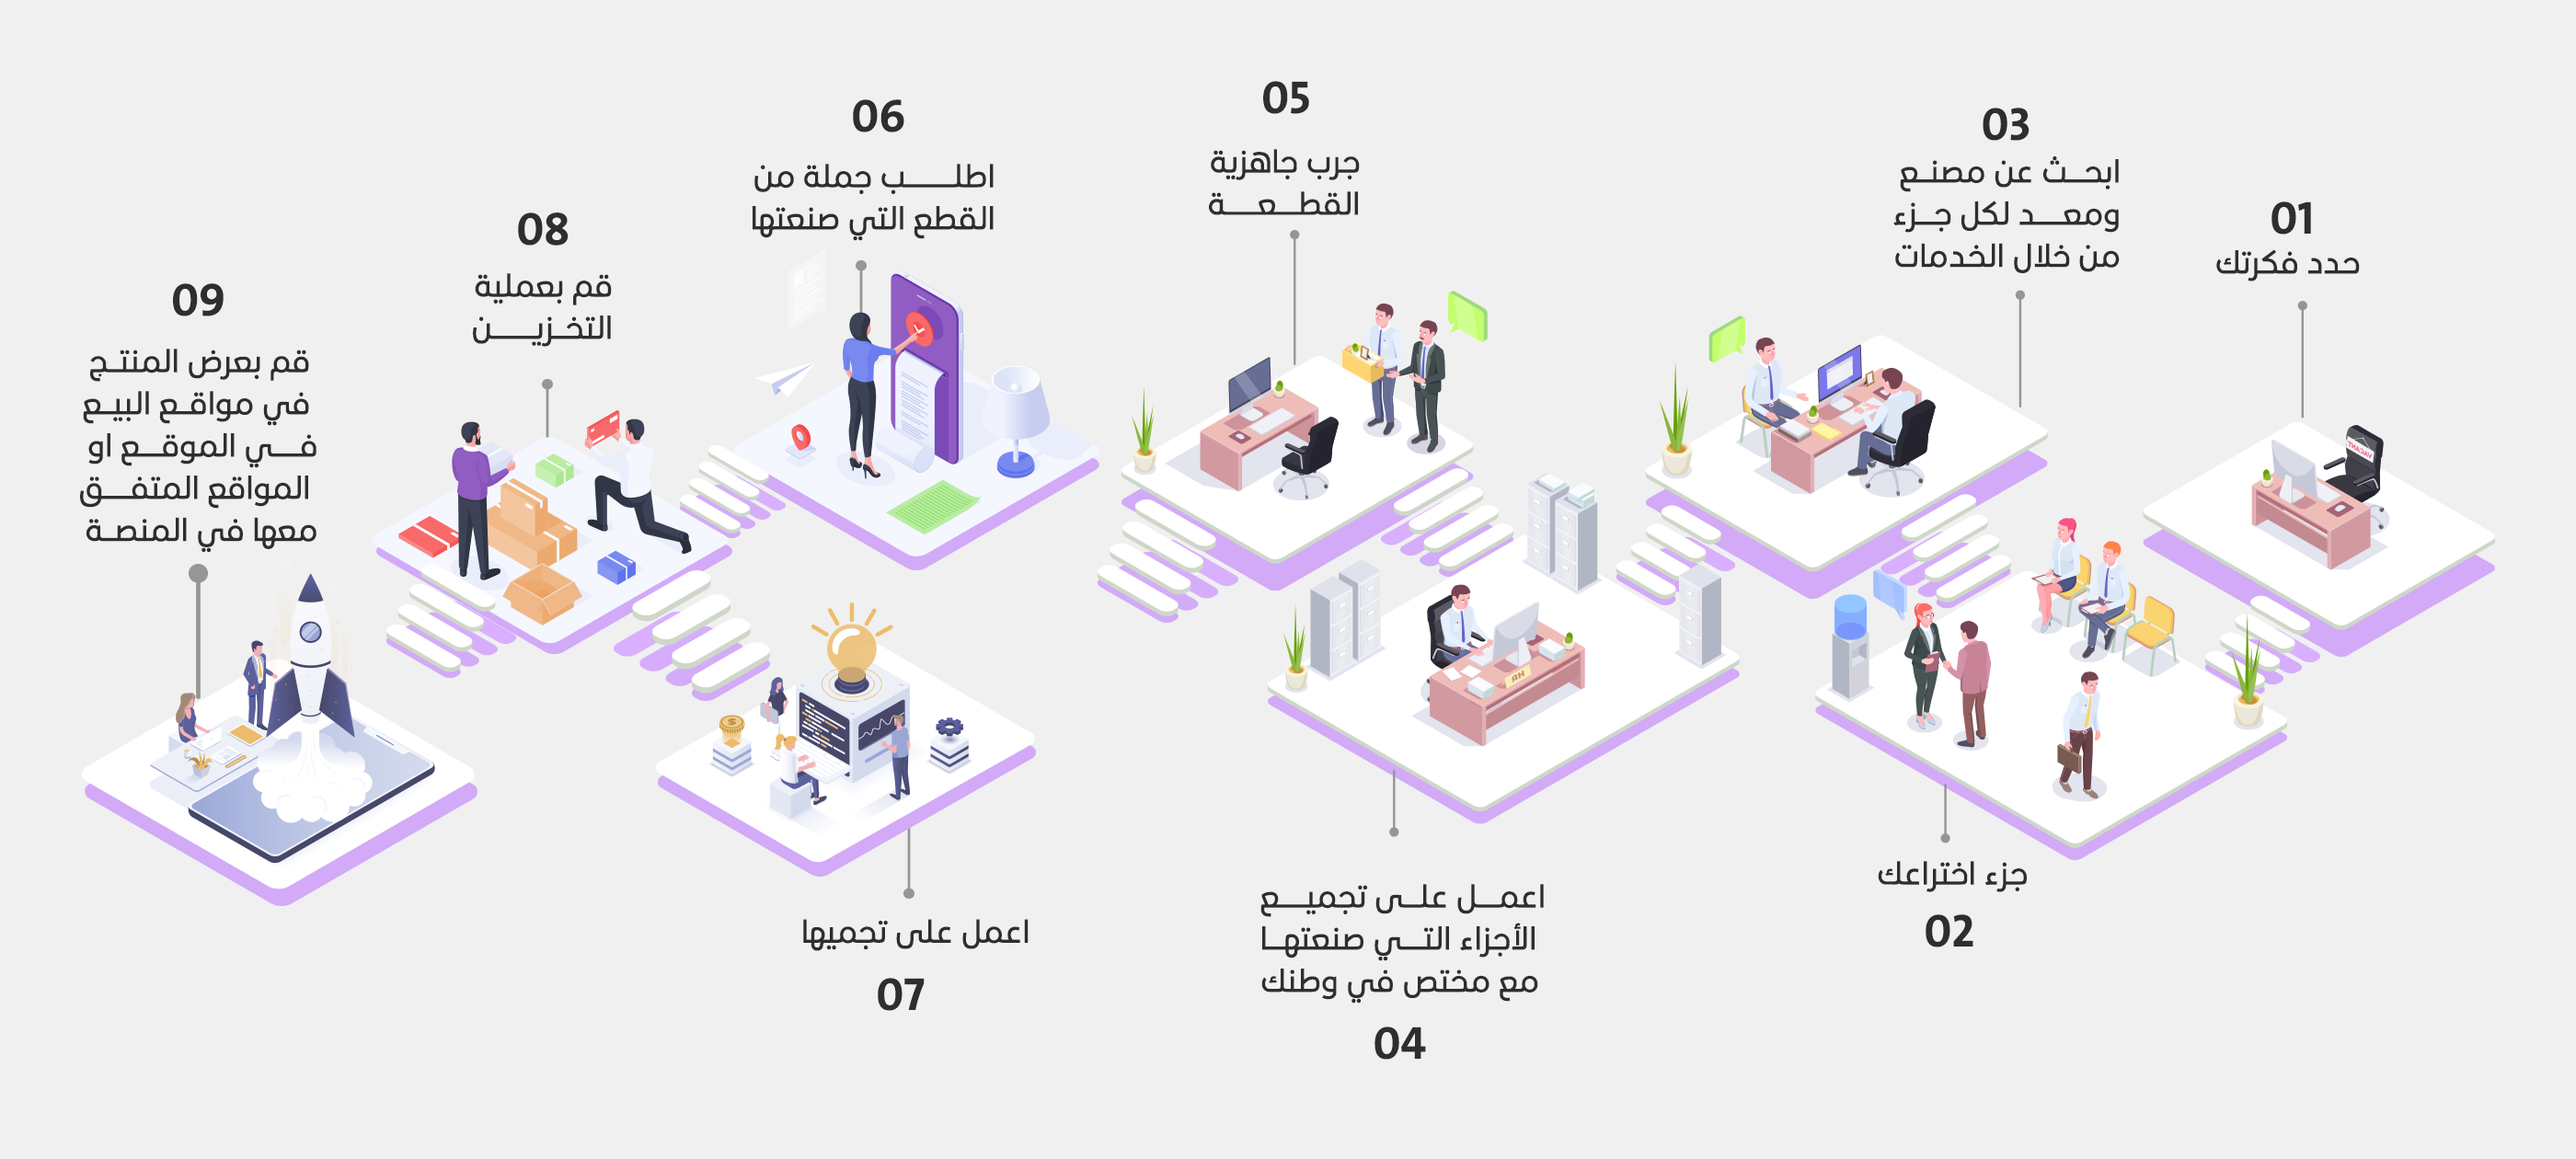 01
حدد فكرتك
جزء اختراعك
02
03
ابحث عن مصنع
ومعد لكل جزء
من خلال الخدمات
اعمل على تجميع
الأجزاء التي صنعتها
مع مختص في وطنك
04
05
جرب جاهزية
القطعة
06
اطلب جملة من
القطع التي صنعتها
اعمل على تجميها
07
08
قم بعملية
التخزين
09
قم بعرض المنتج
في مواقع البيع
في الموقع او
المواقع المتفق
معها في المنصة
VACANT
HR